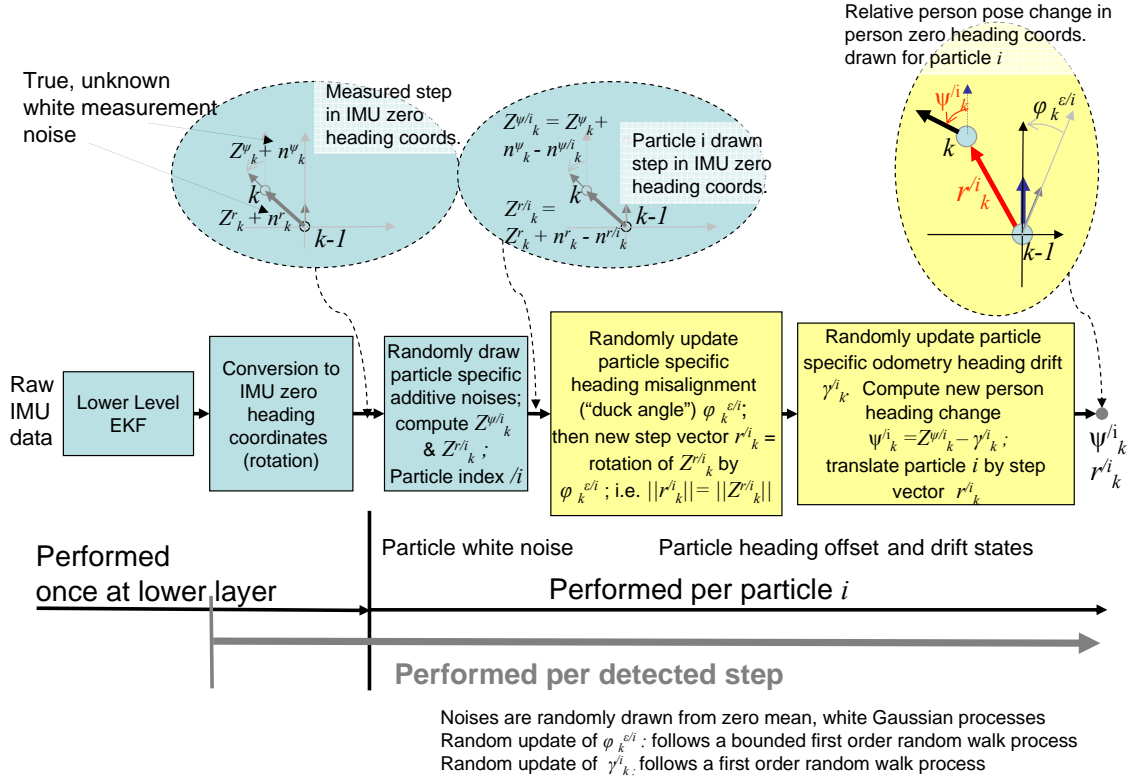 Relative person pose change in
person zero heading coords.
drawn for particle i
True, unknown
white measurement
noise
Measured step
in IMU zero
heading coords.
Z^ψ_k + n^ψ_k
k
Z^r_k + n^r_k
k-1
Z^ψ/i_k = Z^ψ_k +
n^ψ_k - n^ψ/i_k
Particle i drawn
step in IMU zero
heading coords.
k
Z^r/i_k =
Z^r_k + n^r_k - n^r/i_k
k-1
ψ^/i_k
φ_k^ε/i
k
r^/i_k
k-1
Raw
IMU
data
Lower Level
EKF
Conversion to
IMU zero
heading
coordinates
(rotation)
Randomly draw
particle specific
additive noises;
compute Z^ψ/i_k
& Z^r/i_k ;
Particle index /i
Randomly update
particle specific
heading misalignment
(“duck angle”) φ_k^ε/i;
then new step vector r^/i_k =
rotation of Z^r/i_k by
φ_k^ε/i ; i.e. ||r^/i_k|| = ||Z^r/i_k||
Randomly update particle
specific odometry heading drift
γ^/i_k. Compute new person
heading change
ψ^/i_k = Z^ψ/i_k – γ^/i_k ;
translate particle i by step
vector r^/i_k
ψ^/i_k
r^/i_k
Performed
once at lower layer
Particle white noise
Particle heading offset and drift states
Performed per particle i
Performed per detected step
Noises are randomly drawn from zero mean, white Gaussian processes
Random update of φ_k^ε/i : follows a bounded first order random walk process
Random update of γ^/i_k: follows a first order random walk process